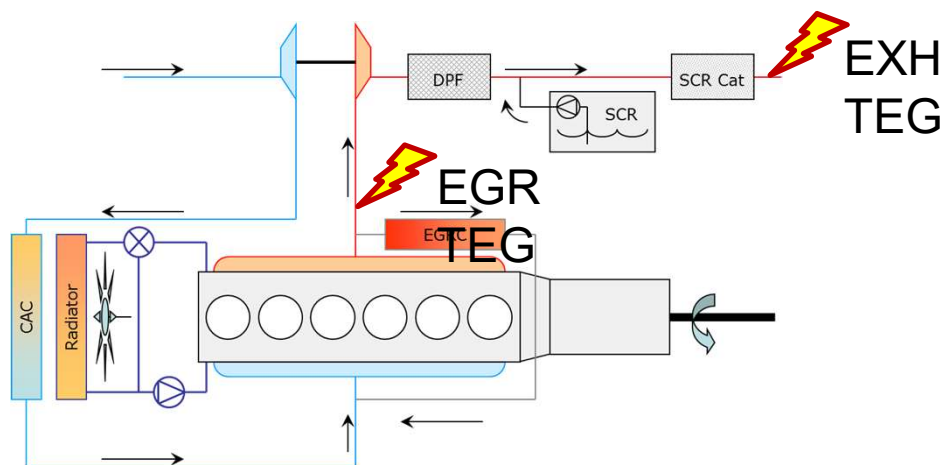 EXH
TEG
DPF
SCR Cat
SCR
EGR
TEG
EGRC
CAC
Radiator